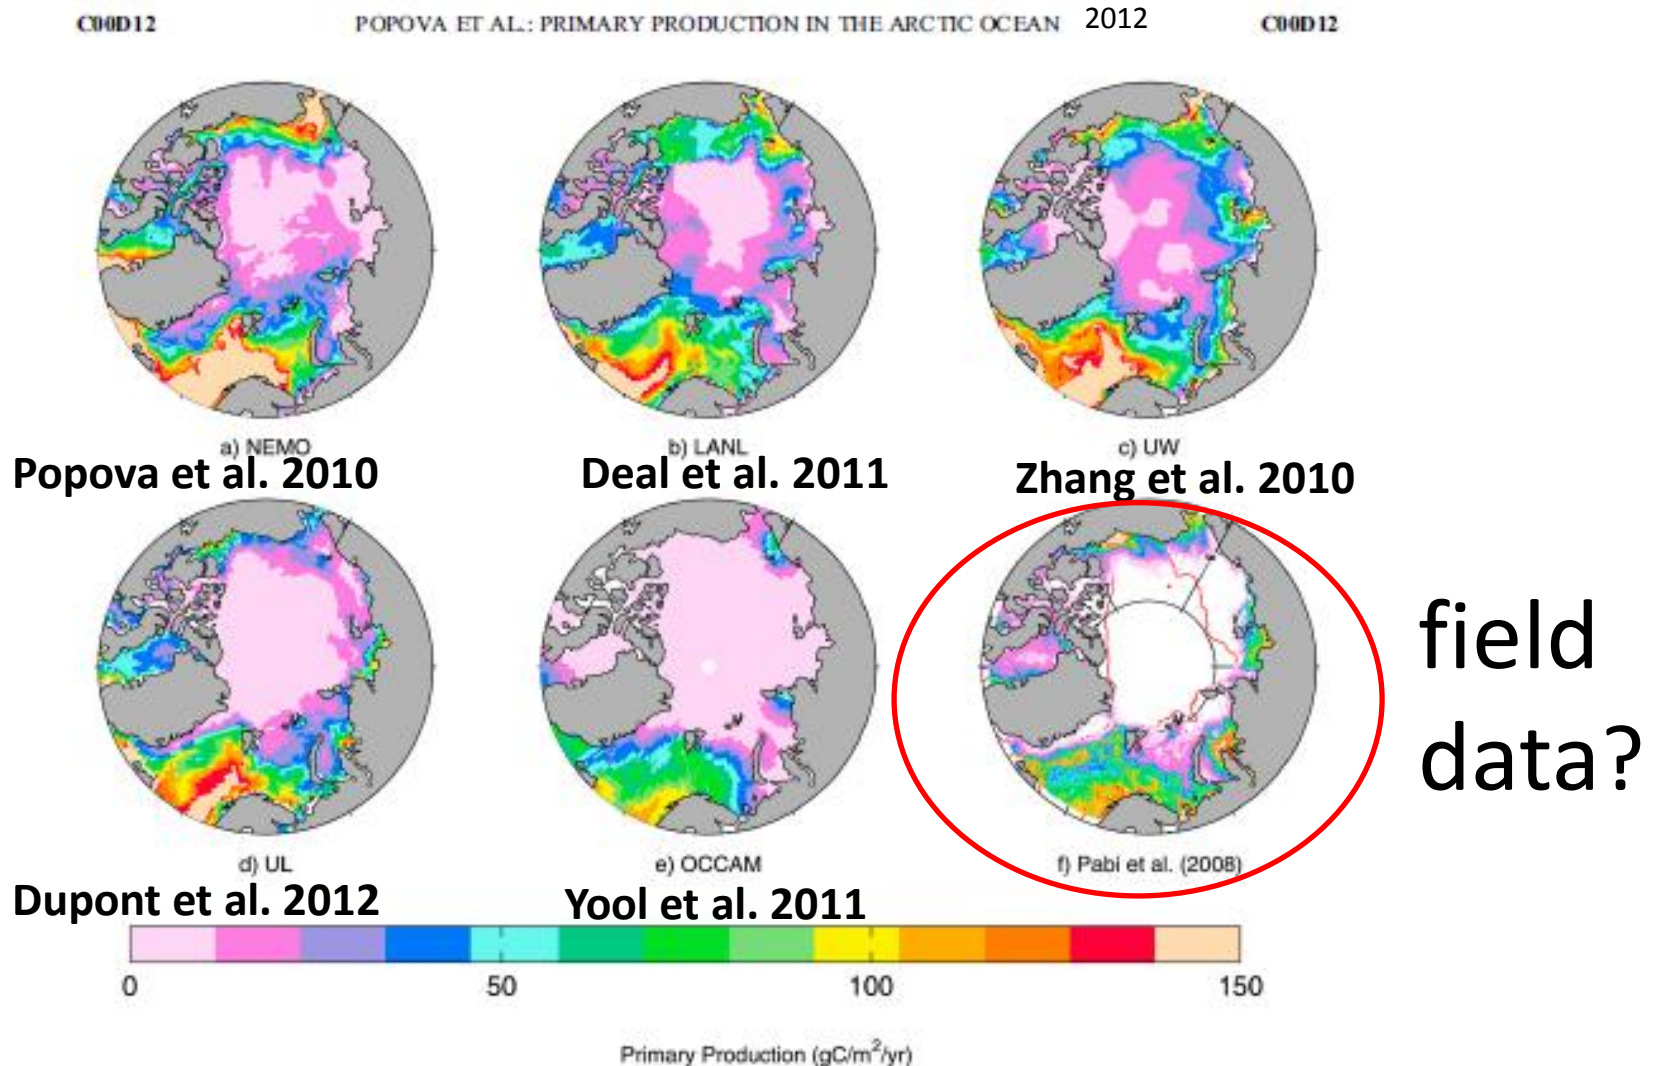 C00D12 POPOVA ET AL.: PRIMARY PRODUCTION IN THE ARCTIC OCEAN 2012 C00D12
a) NEMO b) LANL c) UW
Popova et al. 2010 Deal et al. 2011 Zhang et al. 2010
field
data?
d) UL e) OCCAM f) Pabi et al. (2008)
Dupont et al. 2012 Yool et al. 2011
0 50 100 150
Primary Production (gC/m²/yr)